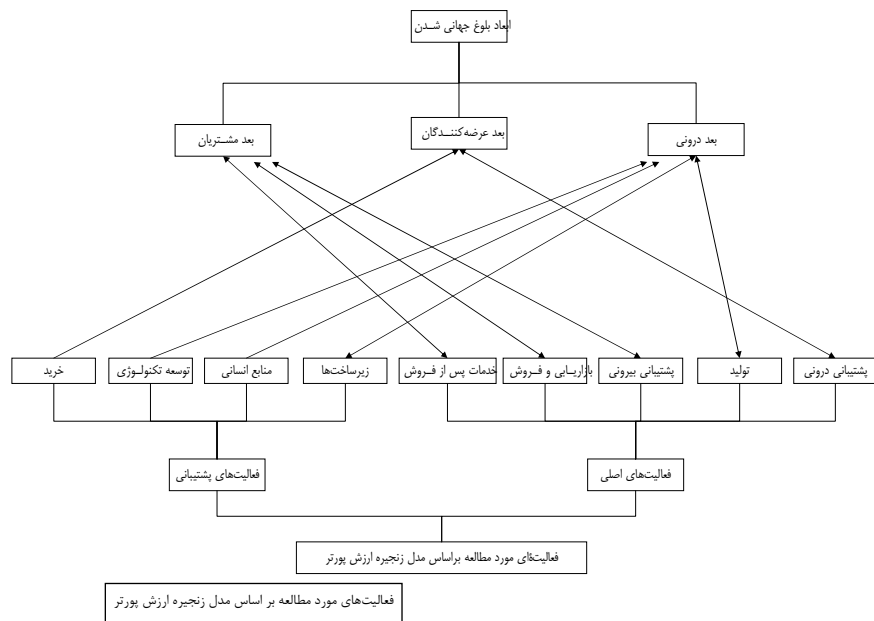 ابعاد بلوغ جهانی شدن
بعد درونی
بعد عرضه‌کنندگان
بعد مشتریان
پشتیبانی درونی
تولید
پشتیبانی بیرونی
بازاریابی و فروش
خدمات پس از فروش
زیرساخت‌ها
منابع انسانی
توسعه تکنولوژی
خرید
فعالیت‌های اصلی
فعالیت‌های پشتیبانی
فعالیت‌های مورد مطالعه براساس مدل زنجیره ارزش پورتر
فعالیت‌های مورد مطالعه بر اساس مدل زنجیره ارزش پورتر